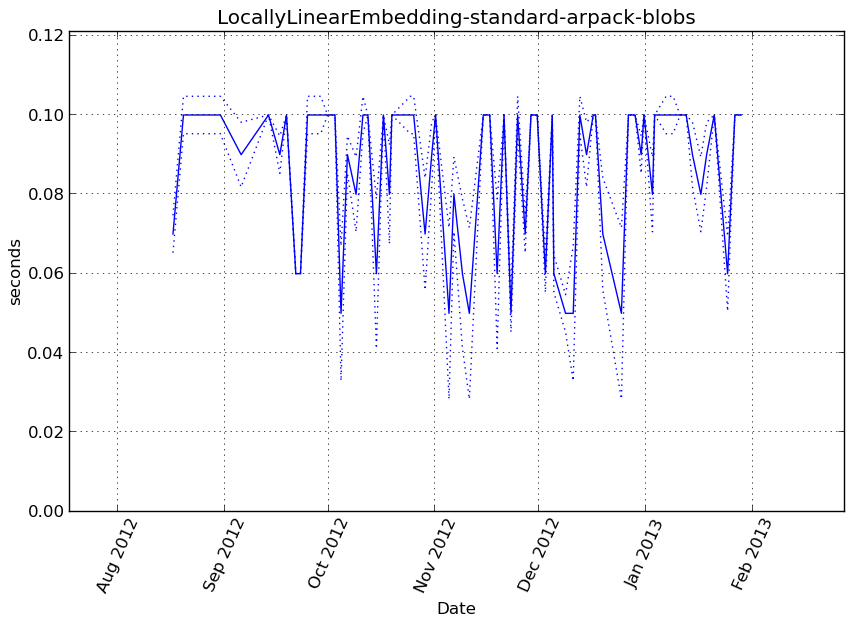 LocallyLinearEmbedding-standard-arpack-blobs
0.12
0.10
0.08
0.06
0.04
0.02
0.00
seconds
Aug 2012
Sep 2012
Oct 2012
Nov 2012
Dec 2012
Jan 2013
Feb 2013
Date